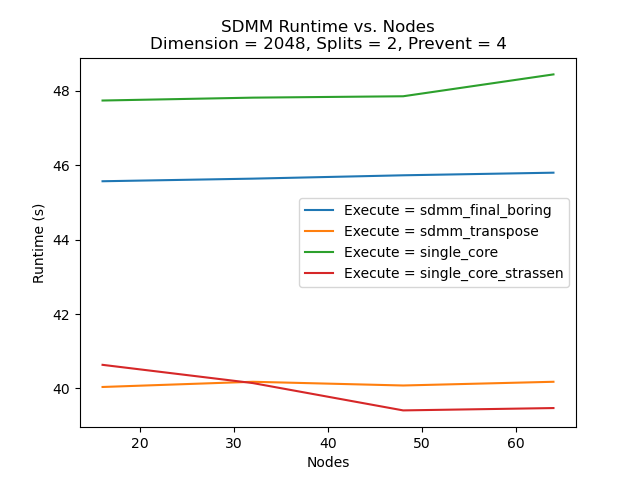 SDMM Runtime vs. Nodes
Dimension = 2048, Splits = 2, Prevent = 4
48
46
44
42
40
Runtime (s)
Execute = sdmm_final_boring
Execute = sdmm_transpose
Execute = single_core
Execute = single_core_strassen
20
30
40
50
60
Nodes